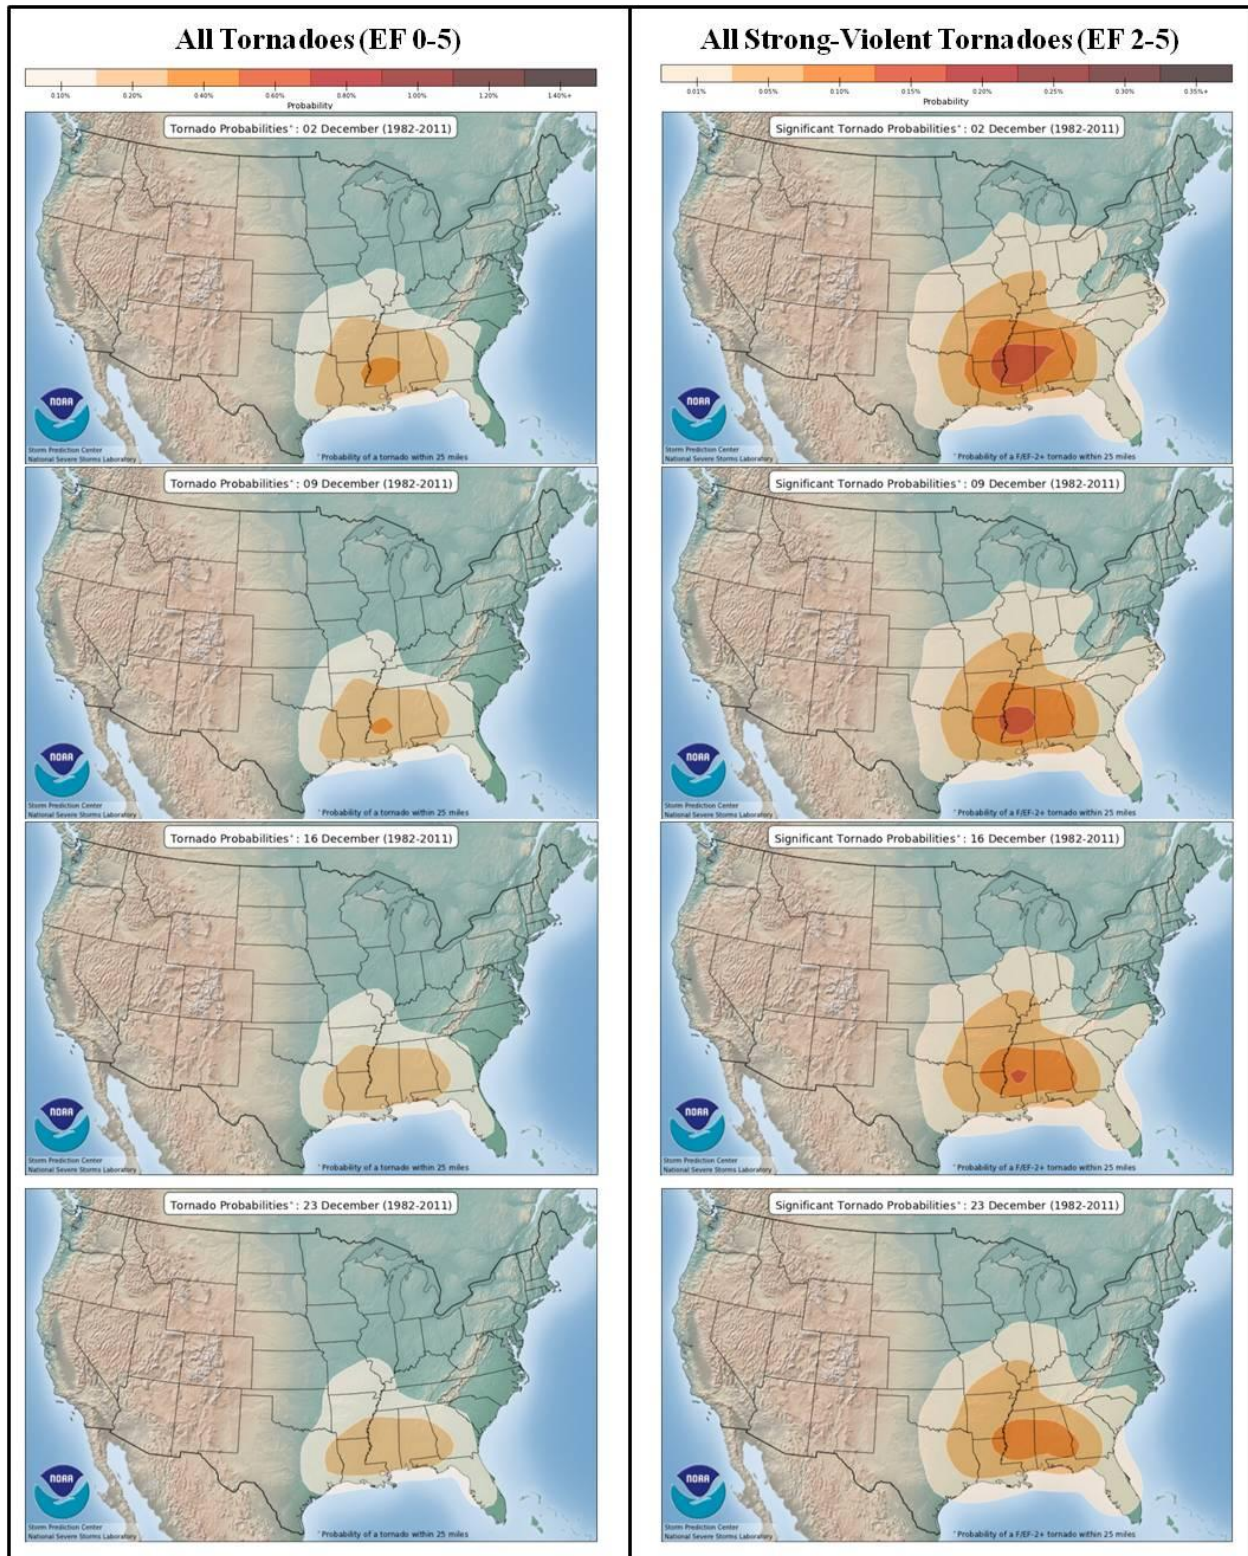 All Tornadoes (EF 0-5)
0.10% 0.20% 0.40% 0.60% 0.80% 1.00% 1.20% 1.40%+
Probability
Tornado Probabilities*: 02 December (1982-2011)
NOAA
Storm Prediction Center
National Severe Storms Laboratory
*Probability of a tornado within 25 miles
Tornado Probabilities*: 09 December (1982-2011)
NOAA
Storm Prediction Center
National Severe Storms Laboratory
*Probability of a tornado within 25 miles
Tornado Probabilities*: 16 December (1982-2011)
NOAA
Storm Prediction Center
National Severe Storms Laboratory
*Probability of a tornado within 25 miles
Tornado Probabilities*: 23 December (1982-2011)
NOAA
Storm Prediction Center
National Severe Storms Laboratory
*Probability of a tornado within 25 miles
All Strong-Violent Tornadoes (EF 2-5)
0.01% 0.05% 0.10% 0.15% 0.20% 0.25% 0.30% 0.35%+
Probability
Significant Tornado Probabilities*: 02 December (1982-2011)
NOAA
Storm Prediction Center
National Severe Storms Laboratory
*Probability of a F/EF-2+ tornado within 25 miles
Significant Tornado Probabilities*: 09 December (1982-2011)
NOAA
Storm Prediction Center
National Severe Storms Laboratory
*Probability of a F/EF-2+ tornado within 25 miles
Significant Tornado Probabilities*: 16 December (1982-2011)
NOAA
Storm Prediction Center
National Severe Storms Laboratory
*Probability of a F/EF-2+ tornado within 25 miles
Significant Tornado Probabilities*: 23 December (1982-2011)
NOAA
Storm Prediction Center
National Severe Storms Laboratory
*Probability of a F/EF-2+ tornado within 25 miles